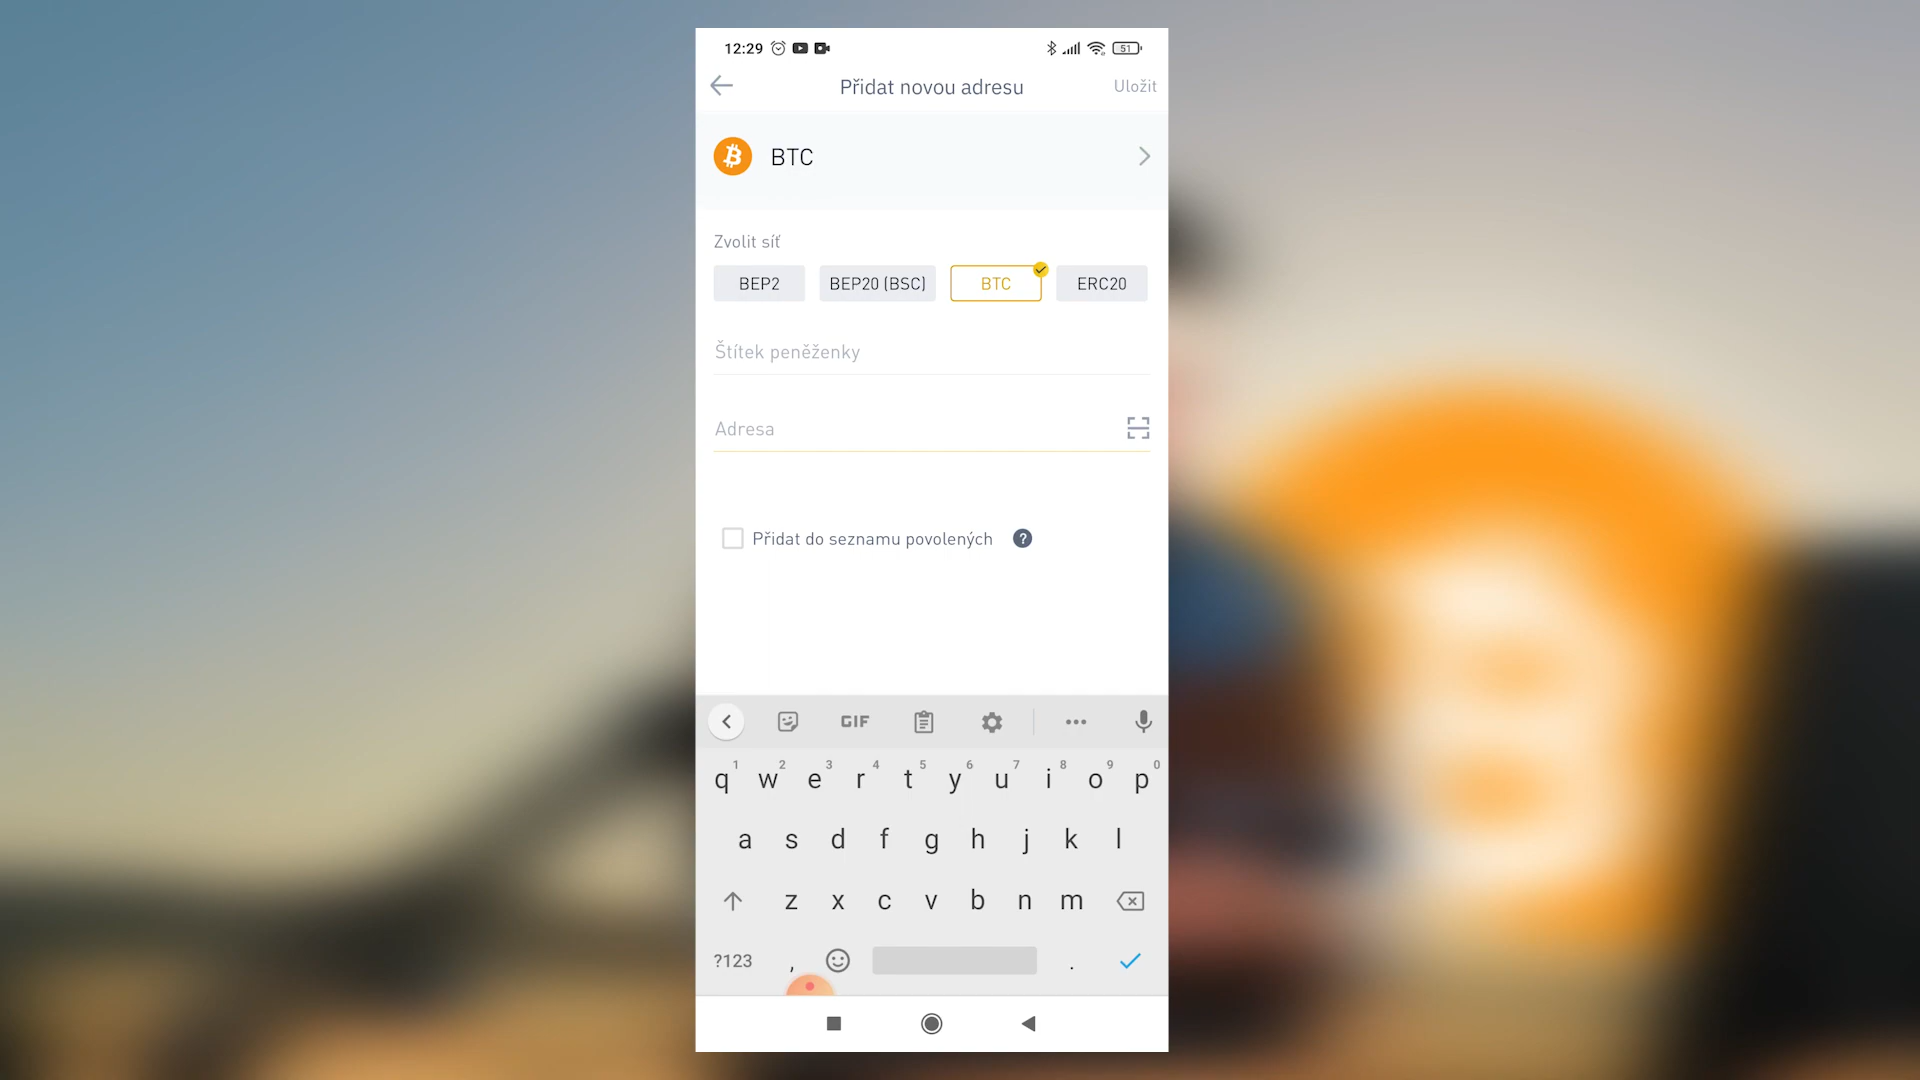 12:29
51
Přidat novou adresu
Uložit
BTC
Zvolit síť
BEP2 BEP20 (BSC) BTC ERC20
Štítek peněženky
Adresa
Přidat do seznamu povolených ?
GIF
1 2 3 4 5 6 7 8 9 0
q w e r t y u i o p
a s d f g h j k l
z x c v b n m
?123 , .